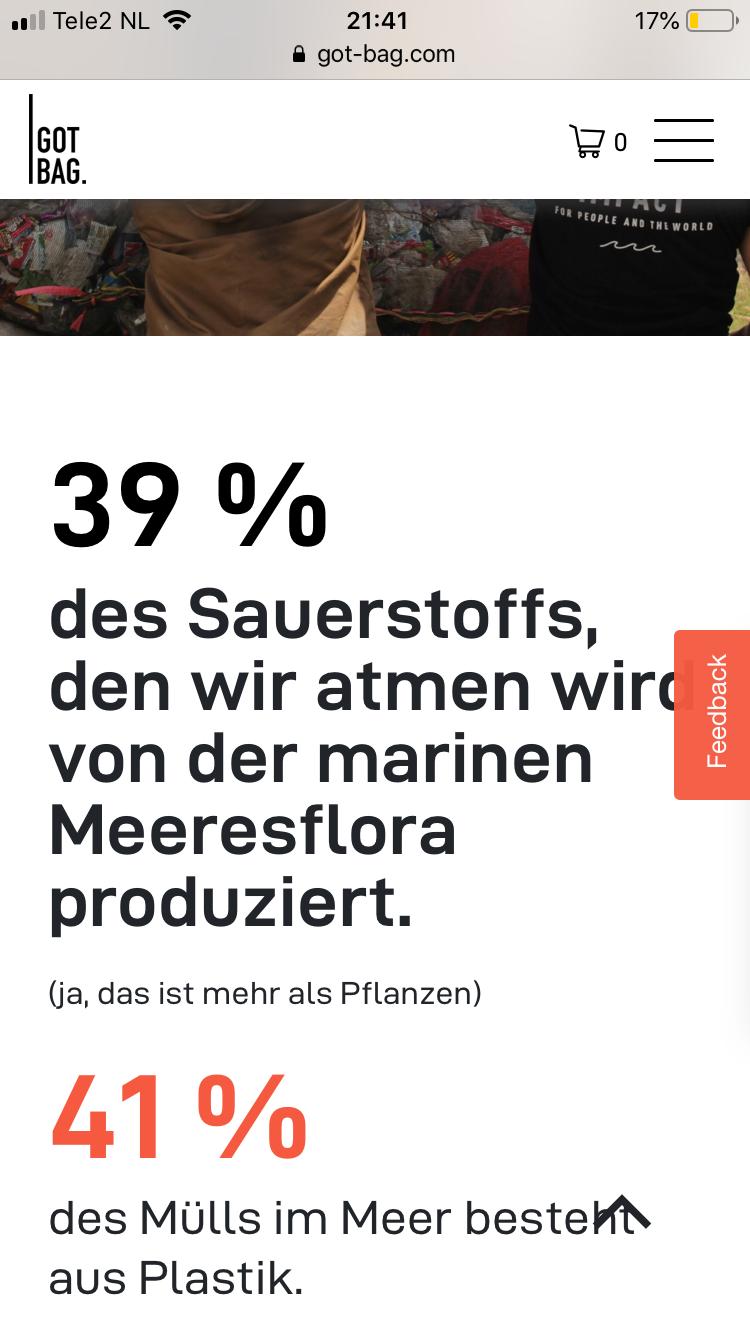 Tele2 NL 21:41 17%
got-bag.com
GOT
BAG.
0
FOR PEOPLE AND THE WORLD
39 %
des Sauerstoffs,
den wir atmen wird
von der marinen
Meeresflora
produziert.
Feedback
(ja, das ist mehr als Pflanzen)
41 %
des Mülls im Meer besteht
aus Plastik.